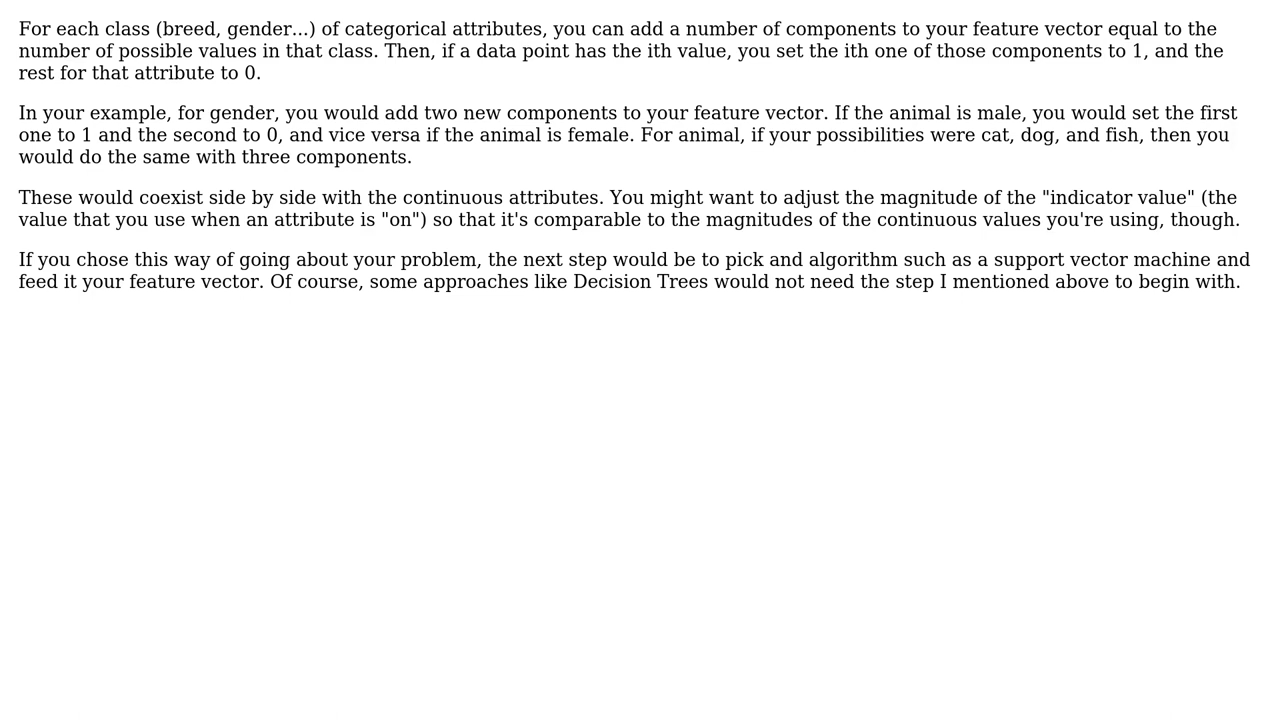 For each class (breed, gender...) of categorical attributes, you can add a number of components to your feature vector equal to the
number of possible values in that class. Then, if a data point has the ith value, you set the ith one of those components to 1, and the
rest for that attribute to 0.
In your example, for gender, you would add two new components to your feature vector. If the animal is male, you would set the first
one to 1 and the second to 0, and vice versa if the animal is female. For animal, if your possibilities were cat, dog, and fish, then you
would do the same with three components.
These would coexist side by side with the continuous attributes. You might want to adjust the magnitude of the "indicator value" (the
value that you use when an attribute is "on") so that it's comparable to the magnitudes of the continuous values you're using, though.
If you chose this way of going about your problem, the next step would be to pick and algorithm such as a support vector machine and
feed it your feature vector. Of course, some approaches like Decision Trees would not need the step I mentioned above to begin with.